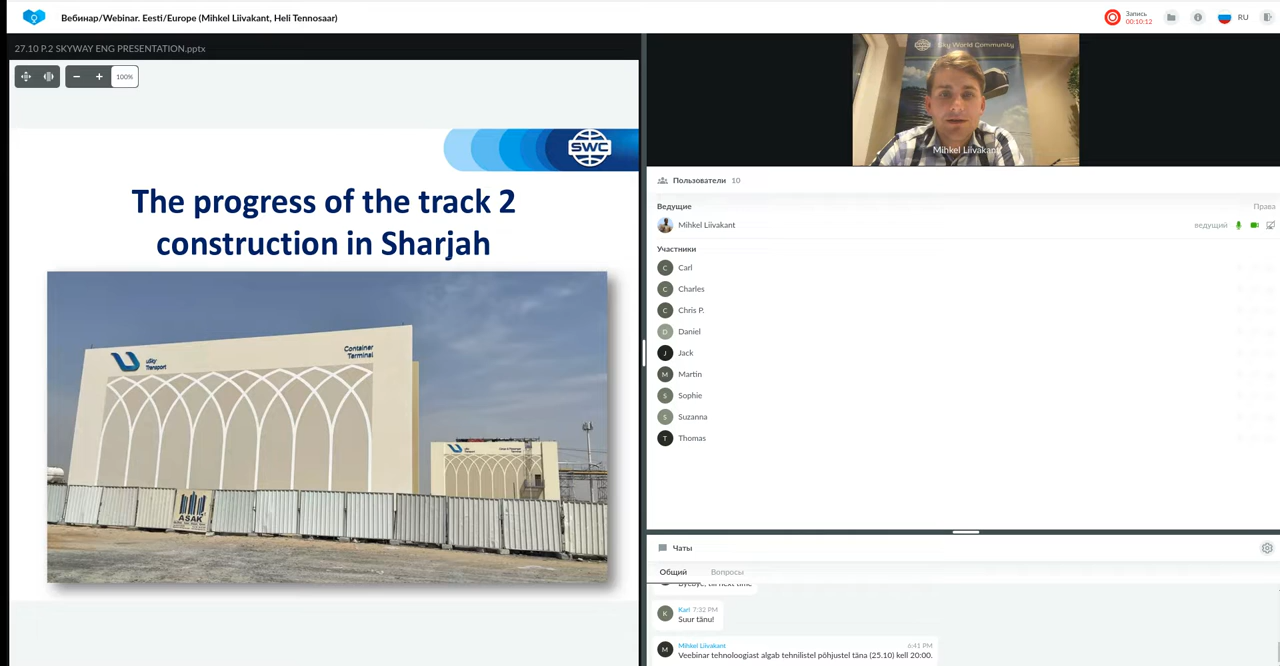 Вебинар/Webinar. Eesti/Europe (Mihkel Liivakant, Heli Tennosaar)
Запись
00:10:12
RU
27.10 P.2 SKYWAY ENG PRESENTATION.pptx
100%
SWC
The progress of the track 2
construction in Sharjah
uSky
Transport
Container
Terminal
ASAK
Sky World Community
Mihkel Liivakant
Пользователи 10
Ведущие
Права
Mihkel Liivakant
ведущий
Участники
C Carl
C Charles
C Chris P.
D Daniel
J Jack
M Martin
S Sophie
S Suzanna
T Thomas
Чаты
Общий
Вопросы
K
Karl 7:32 PM
Suur tänu!
M
Mihkel Liivakant 6:41 PM
Veebinar tehnoloogiast algab tehnilistel põhjustel täna (25.10) kell 20:00.